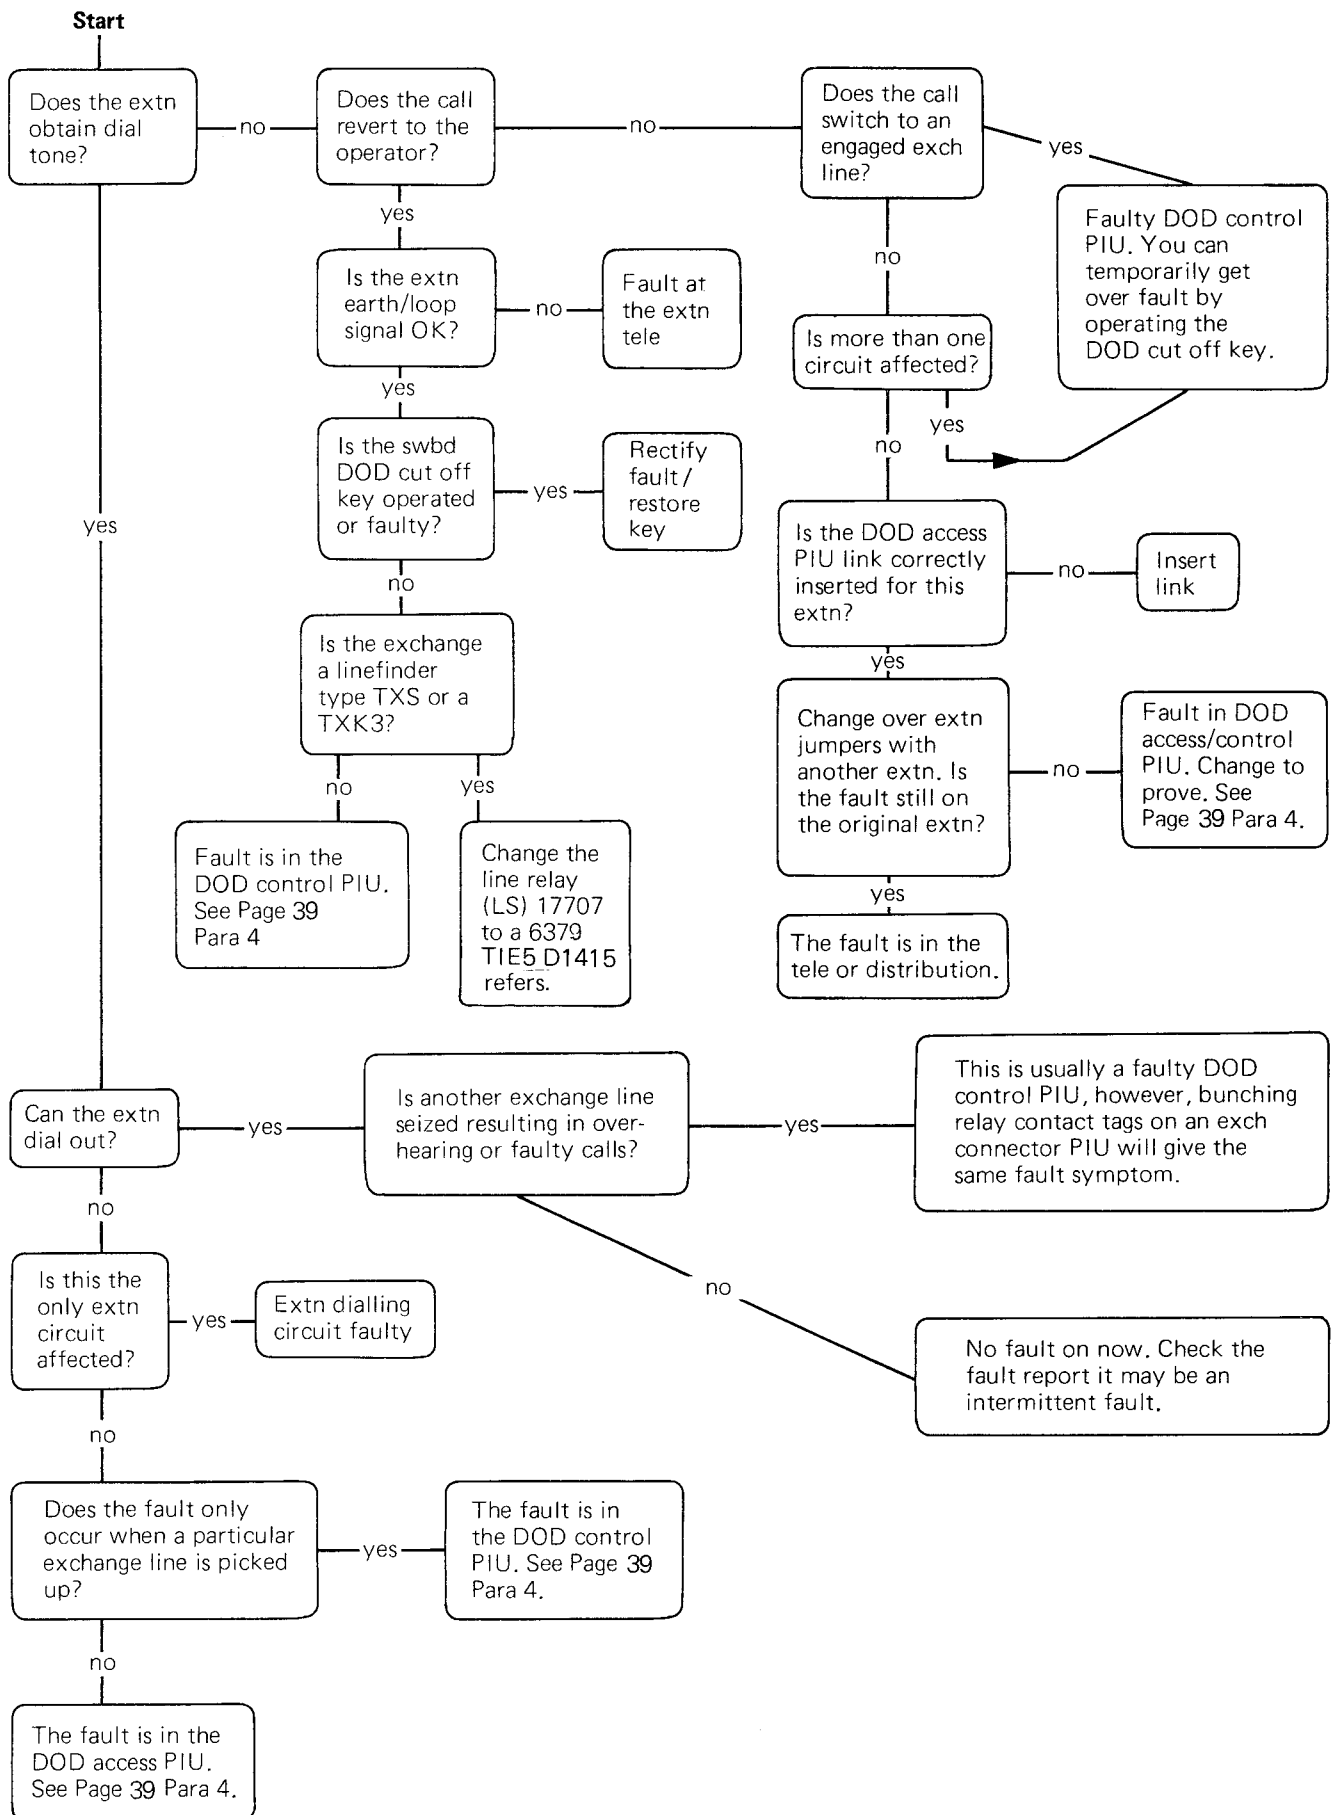 Start
Does the extn
obtain dial
tone?
no
Does the call
revert to the
operator?
no
Does the call
switch to an
engaged exch
line?
yes
Faulty DOD control
PIU. You can
temporarily get
over fault by
operating the
DOD cut off key.
yes
Is the extn
earth/loop
signal OK?
no
Fault at
the extn
tele
no
Is more than one
circuit affected?
yes
no
yes
Is the swbd
DOD cut off
key operated
or faulty?
yes
Rectify
fault/
restore
key
Is the DOD access
PIU link correctly
inserted for this
extn?
no
Insert
link
yes
no
Is the exchange
a linefinder
type TXS or a
TXK3?
yes
Change over extn
jumpers with
another extn. Is
the fault still on
the original extn?
no
Fault in DOD
access/control
PIU. Change to
prove. See
Page 39 Para 4.
no
yes
Fault is in the
DOD control PIU.
See Page 39
Para 4
Change the
line relay
(LS) 17707
to a 6379
TIE5 D1415
refers.
yes
The fault is in the
tele or distribution.
Can the extn
dial out?
yes
Is another exchange line
seized resulting in over-
hearing or faulty calls?
yes
This is usually a faulty DOD
control PIU, however, bunching
relay contact tags on an exch
connector PIU will give the
same fault symptom.
no
no
Is this the
only extn
circuit
affected?
yes
Extn dialling
circuit faulty
No fault on now. Check the
fault report it may be an
intermittent fault.
no
Does the fault only
occur when a particular
exchange line is picked
up?
yes
The fault is in
the DOD control
PIU. See Page 39
Para 4.
no
The fault is in the
DOD access PIU.
See Page 39 Para 4.